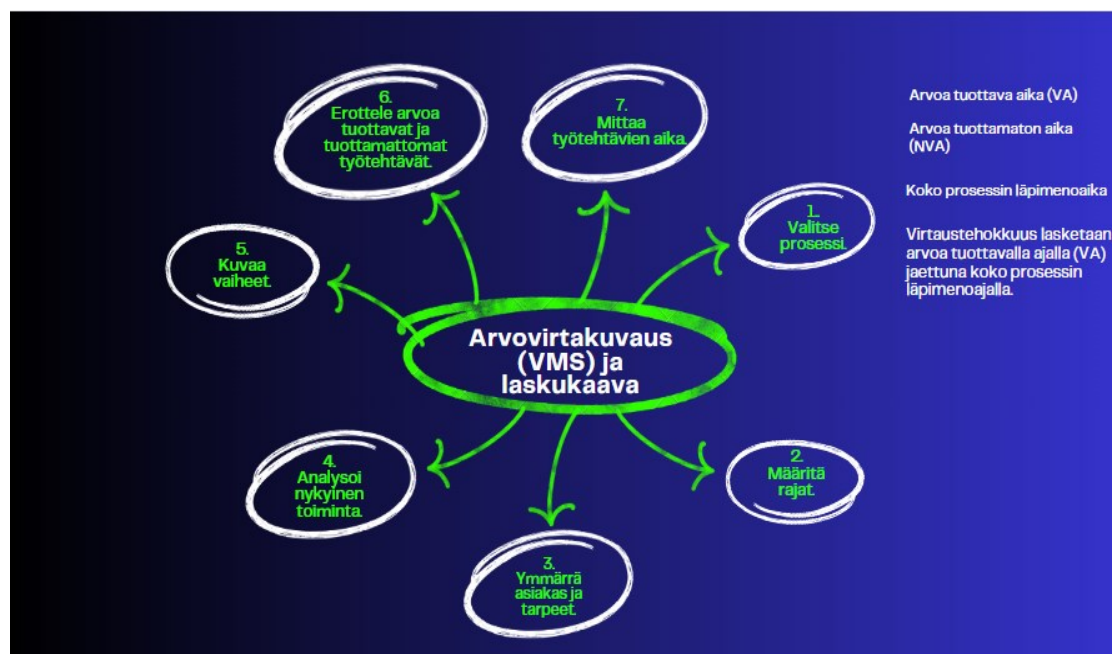 Arvovirtakuvaus
(VMS) ja
laskukaava
1.
Valitse
prosessi.
2.
Määritä
rajat.
3.
Ymmärrä
asiakas ja
tarpeet.
4.
Analysoi
nykyinen
toiminta.
5.
Kuvaa
vaiheet.
6.
Erottele arvoa
tuottavat ja
tuottamattomat
työtehtävät.
7.
Mittaa
työtehtävien aika.
Arvoa tuottava aika (VA)
Arvoa tuottamaton aika
(NVA)
Koko prosessin läpimenoaika
Virtaustehokkuus lasketaan
arvoa tuottavalla ajalla (VA)
jaettuna koko prosessin
läpimenoajalla.